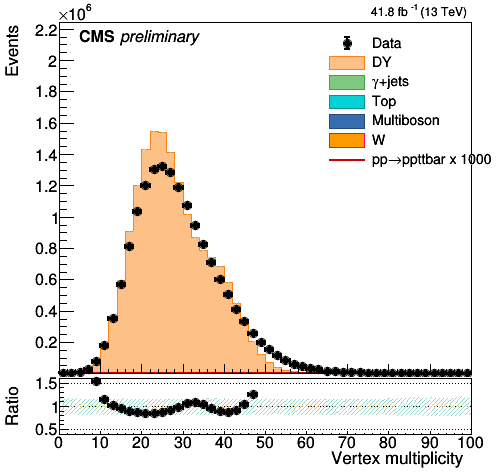 ×10⁶
41.8 fb⁻¹ (13 TeV)
CMS preliminary
Events
2.2
2
1.8
1.6
1.4
1.2
1
0.8
0.6
0.4
0.2
Data
DY
γ+jets
Top
Multiboson
W
pp→ppttbar x 1000
Ratio
1.5
1
0.5
0 10 20 30 40 50 60 70 80 90 100
Vertex multiplicity